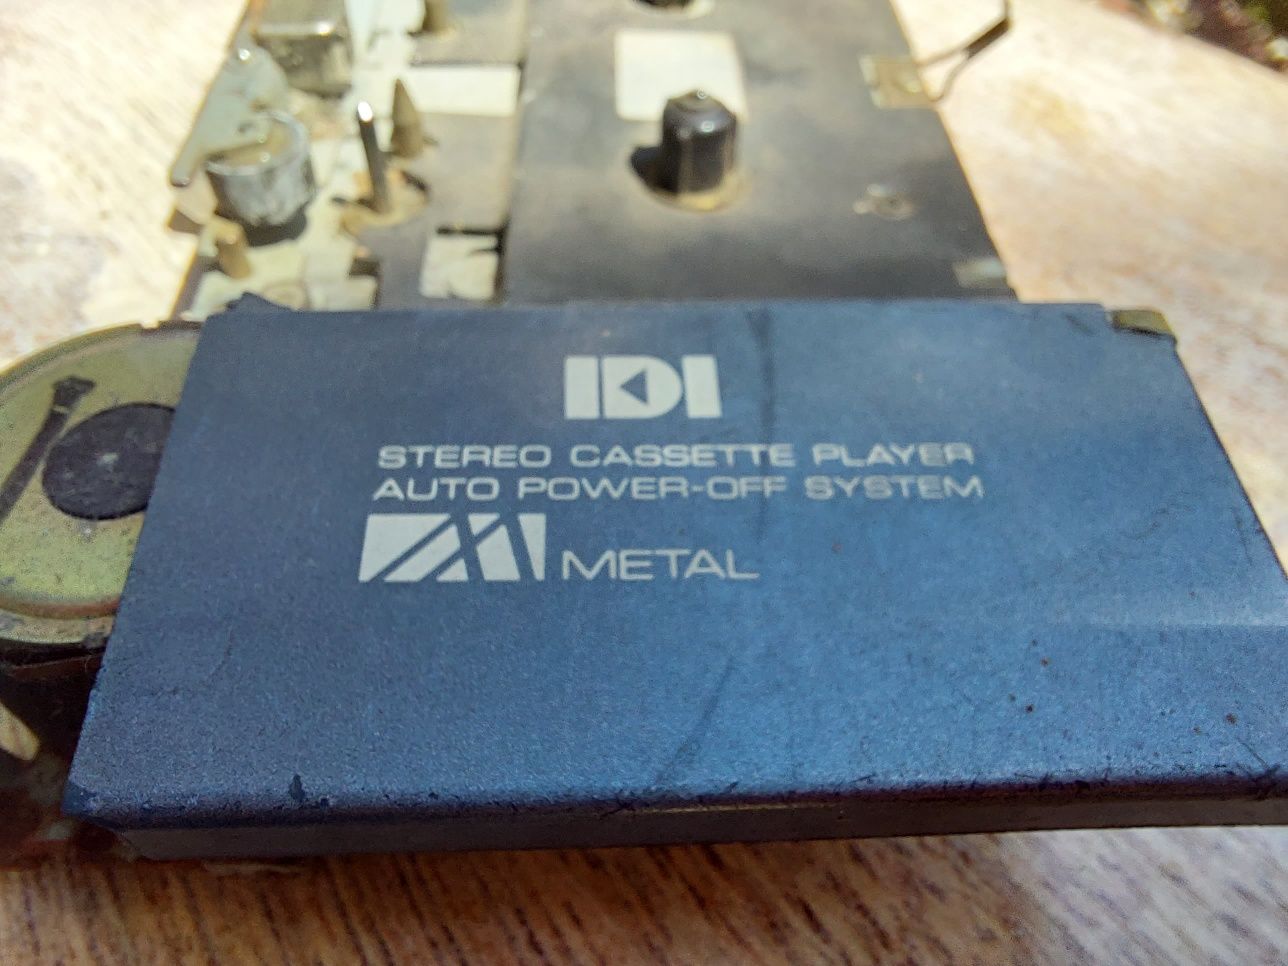 IDI
STEREO CASSETTE PLAYER
AUTO POWER-OFF SYSTEM
METAL